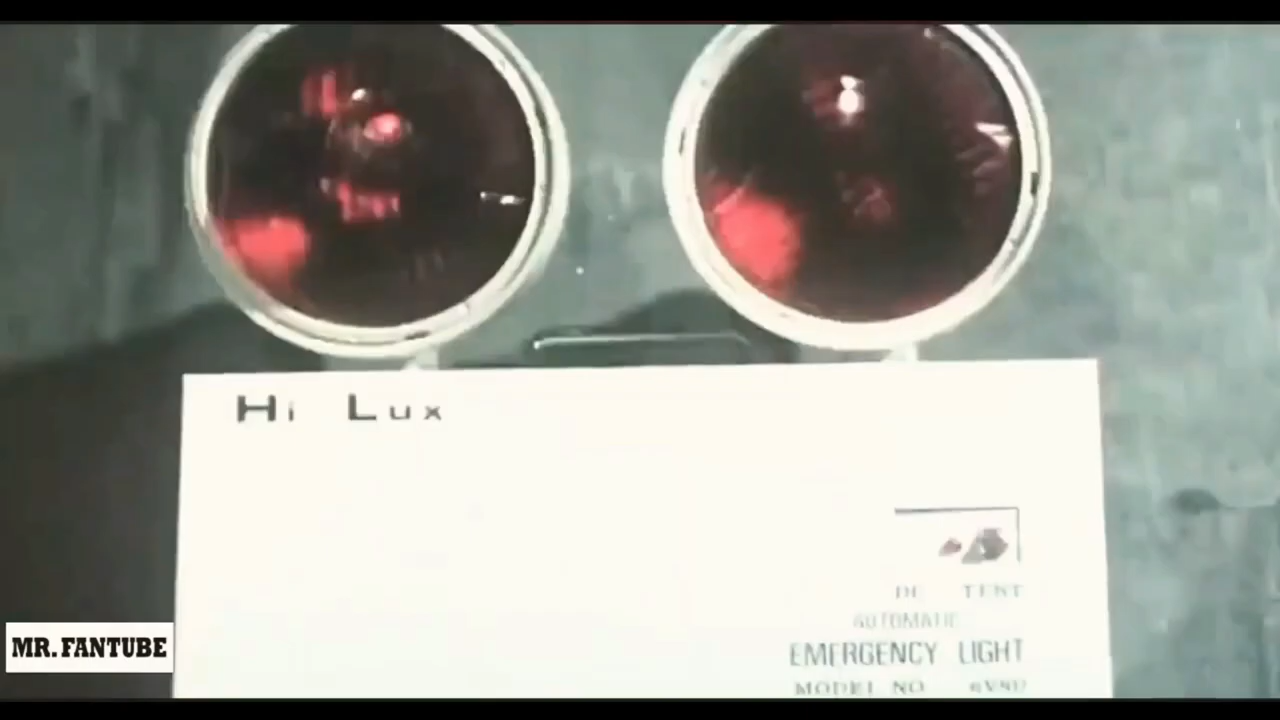 Hi Lux
AUTOMATIC
EMERGENCY LIGHT
MODEL NO
MR. FANTUBE